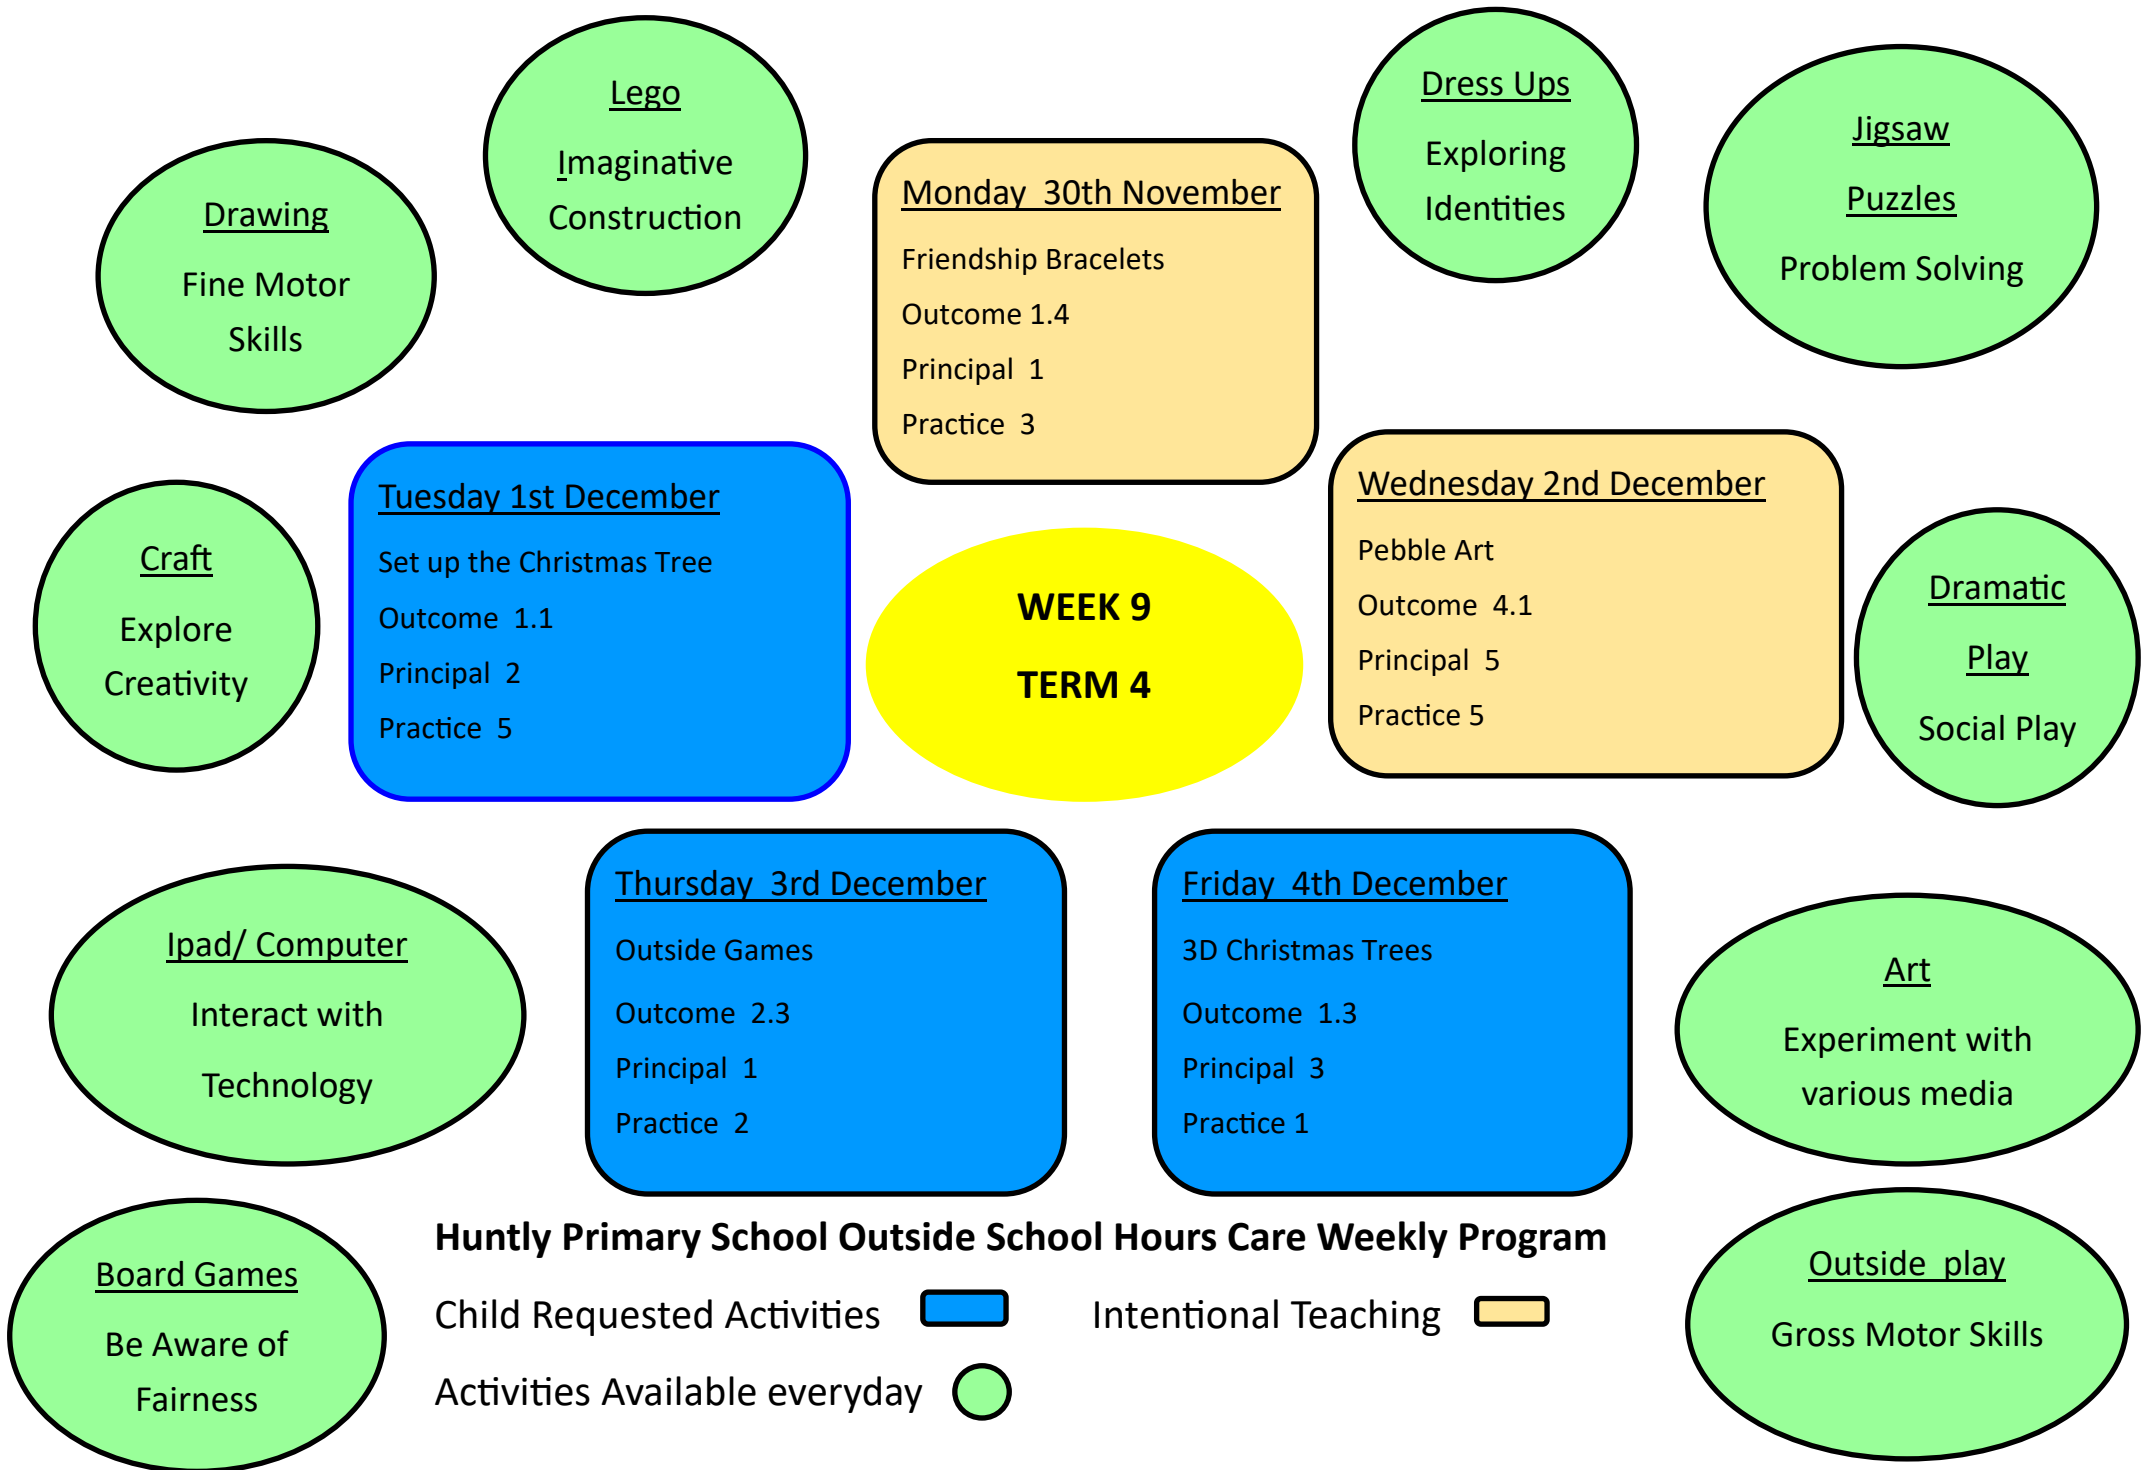 Lego
Imaginative
Construction
Dress Ups
Exploring
Identities
Jigsaw
Puzzles
Problem Solving
Drawing
Fine Motor
Skills
Monday 30th November
Friendship Bracelets
Outcome 1.4
Principal 1
Practice 3
Tuesday 1st December
Set up the Christmas Tree
Outcome 1.1
Principal 2
Practice 5
WEEK 9
TERM 4
Wednesday 2nd December
Pebble Art
Outcome 4.1
Principal 5
Practice 5
Craft
Explore
Creativity
Dramatic
Play
Social Play
Ipad/ Computer
Interact with
Technology
Thursday 3rd December
Outside Games
Outcome 2.3
Principal 1
Practice 2
Friday 4th December
3D Christmas Trees
Outcome 1.3
Principal 3
Practice 1
Art
Experiment with
various media
Board Games
Be Aware of
Fairness
Huntly Primary School Outside School Hours Care Weekly Program
Child Requested Activities
Intentional Teaching
Activities Available everyday
Outside play
Gross Motor Skills